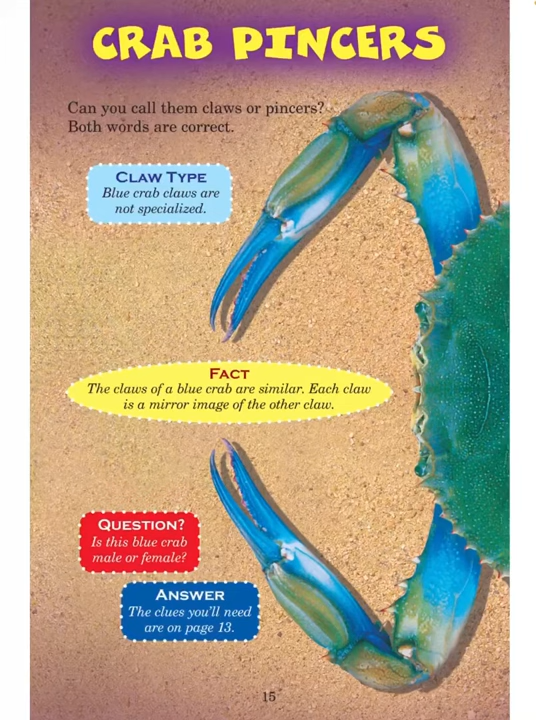 CRAB PINCERS
Can you call them claws or pincers?
Both words are correct.
CLAW TYPE
Blue crab claws are
not specialized.
FACT
The claws of a blue crab are similar. Each claw
is a mirror image of the other claw.
QUESTION?
Is this blue crab
male or female?
ANSWER
The clues you'll need
are on page 13.
15